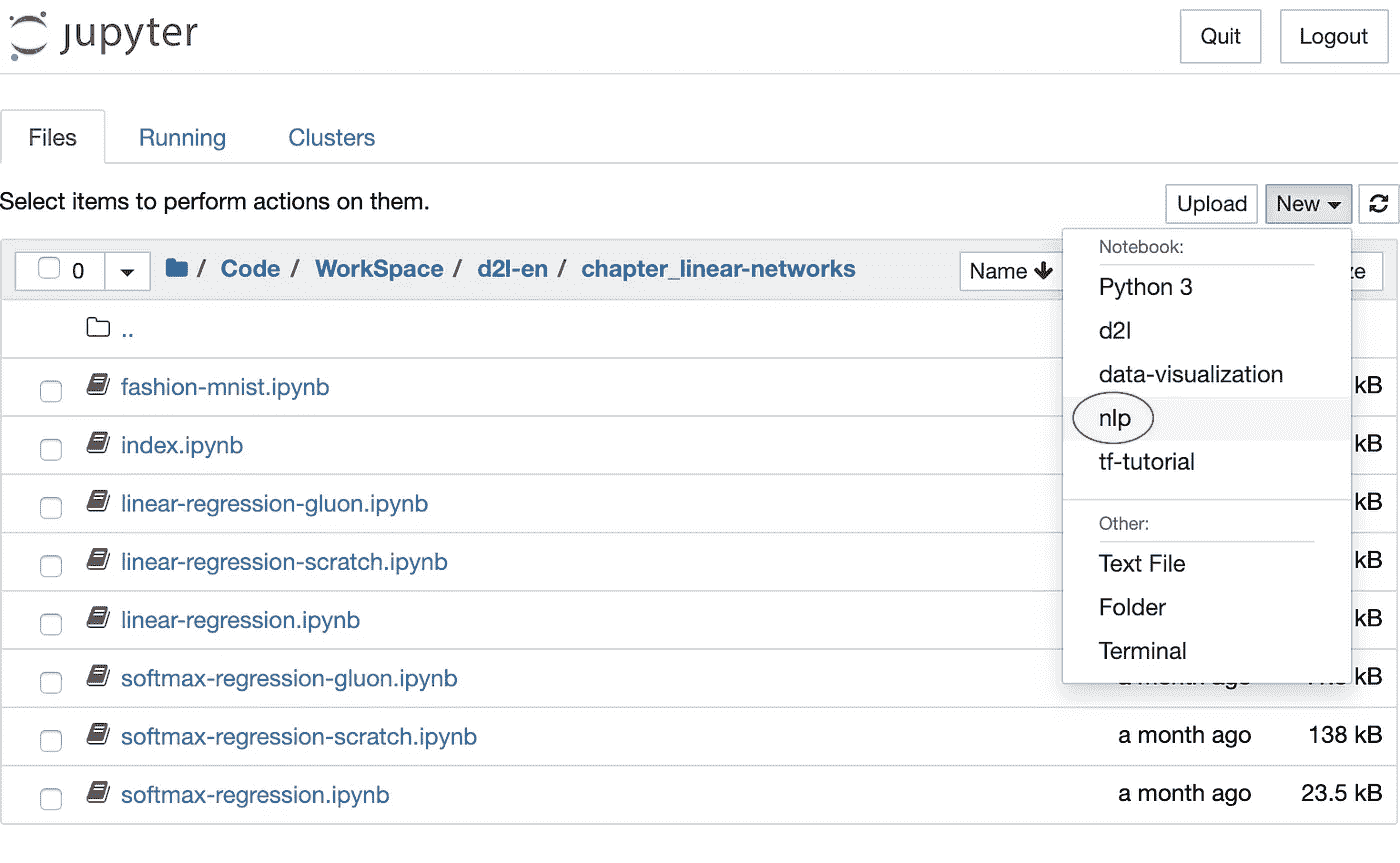 jupyter Quit Logout
Files Running Clusters
Select items to perform actions on them. Upload New
0 / Code / WorkSpace / d2l-en / chapter_linear-networks Name
Notebook:
Python 3
d2l
data-visualization
nlp
tf-tutorial
Other:
Text File
Folder
Terminal
..
fashion-mnist.ipynb kB
index.ipynb kB
linear-regression-gluon.ipynb kB
linear-regression-scratch.ipynb kB
linear-regression.ipynb kB
softmax-regression-gluon.ipynb a month ago kB
softmax-regression-scratch.ipynb a month ago 138 kB
softmax-regression.ipynb a month ago 23.5 kB